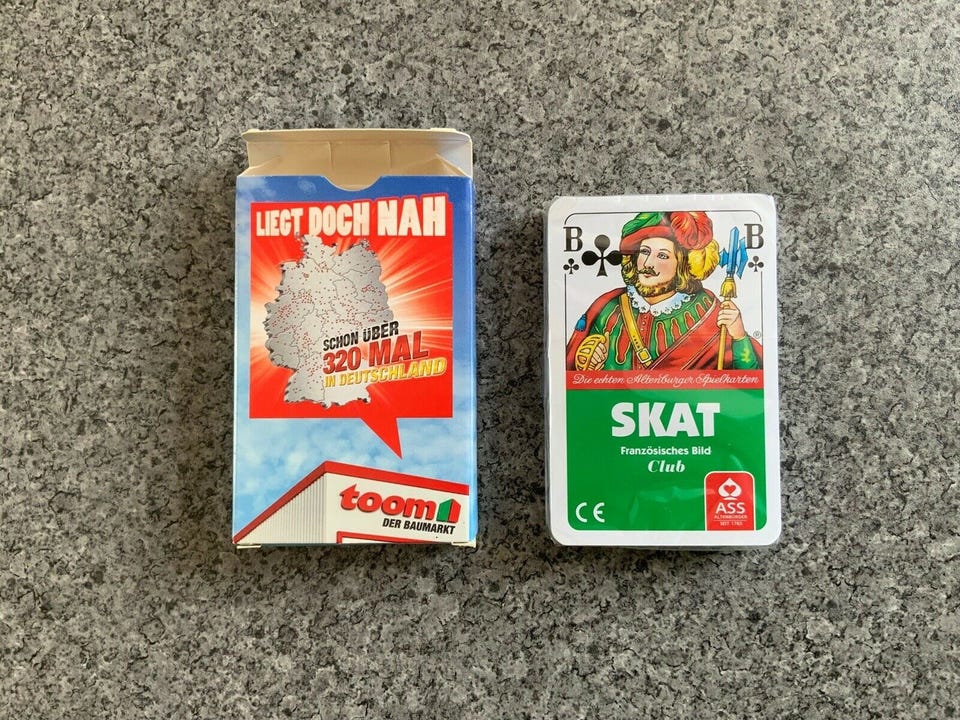 LIEGT DOCH NAH
SCHON ÜBER
320 MAL
IN DEUTSCHLAND
toom
DER BAUMARKT
B B
Die echten Altenburger Spielkarten
®
SKAT
Französisches Bild
Club
CE
ASS
ALTENBURGER
SEIT 1765